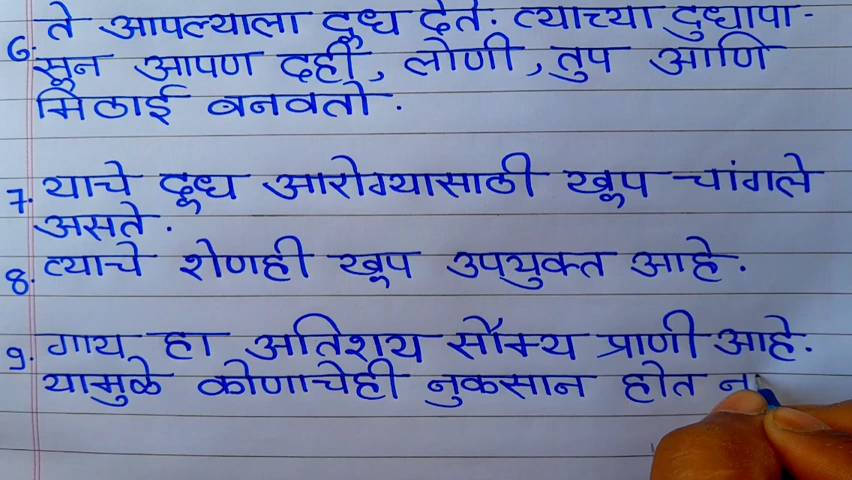 6. ते आपल्याला दूध देते. त्याच्या दुधापा-
सून आपण दही, लोणी, तुप आणि
मिठाई बनवतो.
7. याचे दूध आरोग्यासाठी खूप चांगले
असते.
8. त्याचे शेणही खूप उपयुक्त आहे.
9. गाय हा अतिशय सौम्य प्राणी आहे.
यामुळे कोणाचेही नुकसान होत न